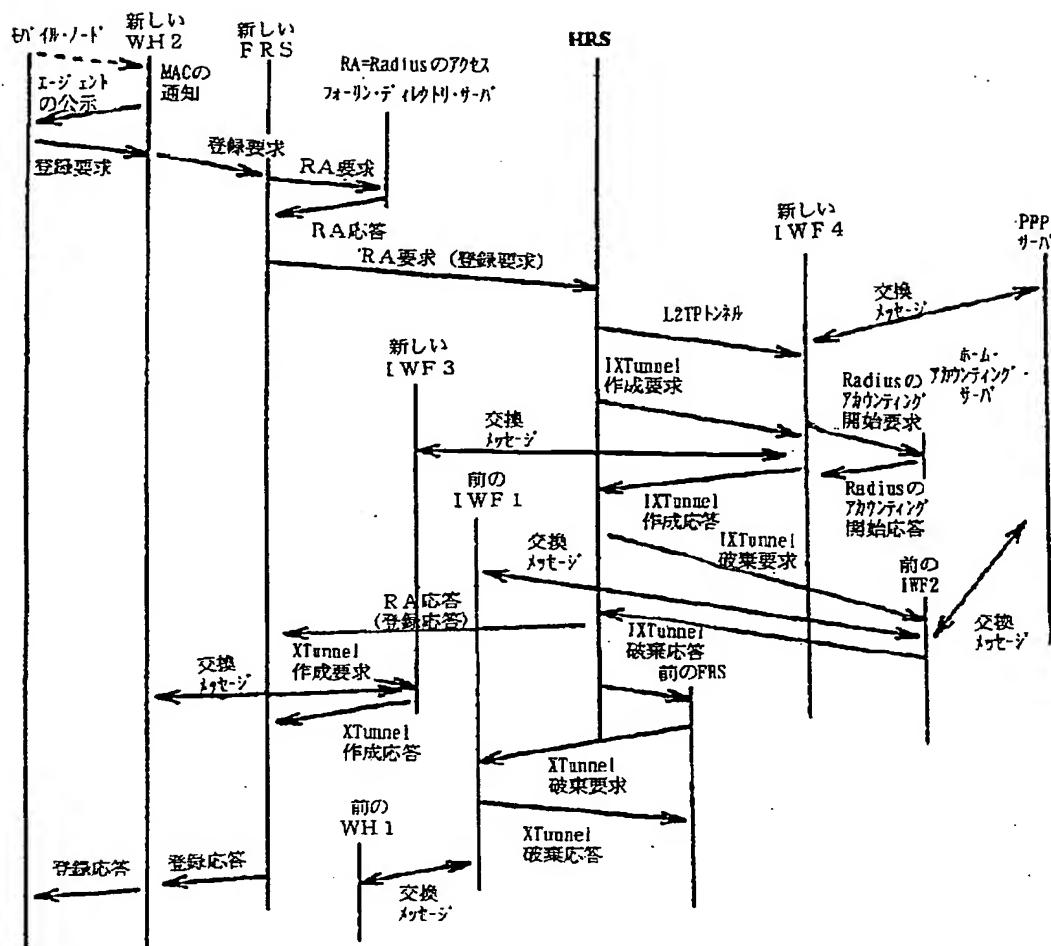 モバイル・ノード
新しい
WH2
新しい
FRS
HRS
RA=Radiusのアクセス
フォーリン・ディレクトリ・サーバ
MACの
通知
エージェント
の公示
登録要求
登録要求
RA要求
RA応答
RA要求（登録要求）
新しい
IWF4
PPP
サーバ
交換
メッセージ
L2TPトンネル
新しい
IWF3
IXTunnel
作成要求
ホーム・
アカウンティング・
サーバ
Radiusの
アカウンティング
開始要求
交換
メッセージ
前の
IWF1
IXTunnel
作成応答
Radiusの
アカウンティング
開始応答
交換
メッセージ
IXTunnel
破棄要求
前の
IWF2
RA応答
(登録応答)
IXTunnel
破棄応答
交換
メッセージ
交換
メッセージ
XTunnel
作成要求
前のFRS
XTunnel
作成応答
XTunnel
破棄要求
前の
WH1
XTunnel
破棄応答
登録応答
登録応答
交換
メッセージ